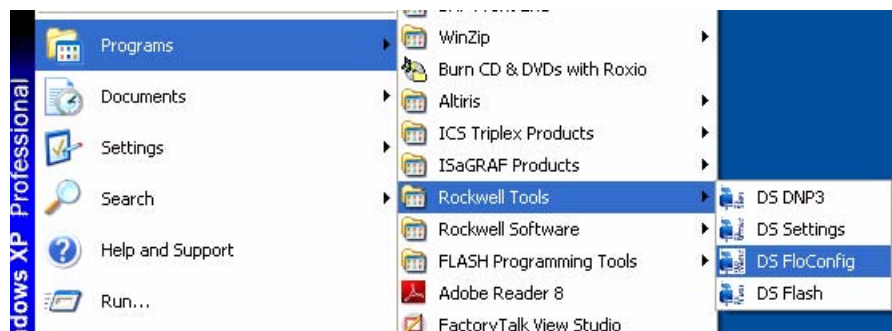 Programs
Documents
Settings
Search
Help and Support
Run...
dows XP Professional
WinZip
Burn CD & DVDs with Roxio
Altiris
ICS Triplex Products
ISaGRAF Products
Rockwell Tools
Rockwell Software
FLASH Programming Tools
Adobe Reader 8
FactoryTalk View Studio
DS DNP3
DS Settings
DS FloConfig
DS Flash